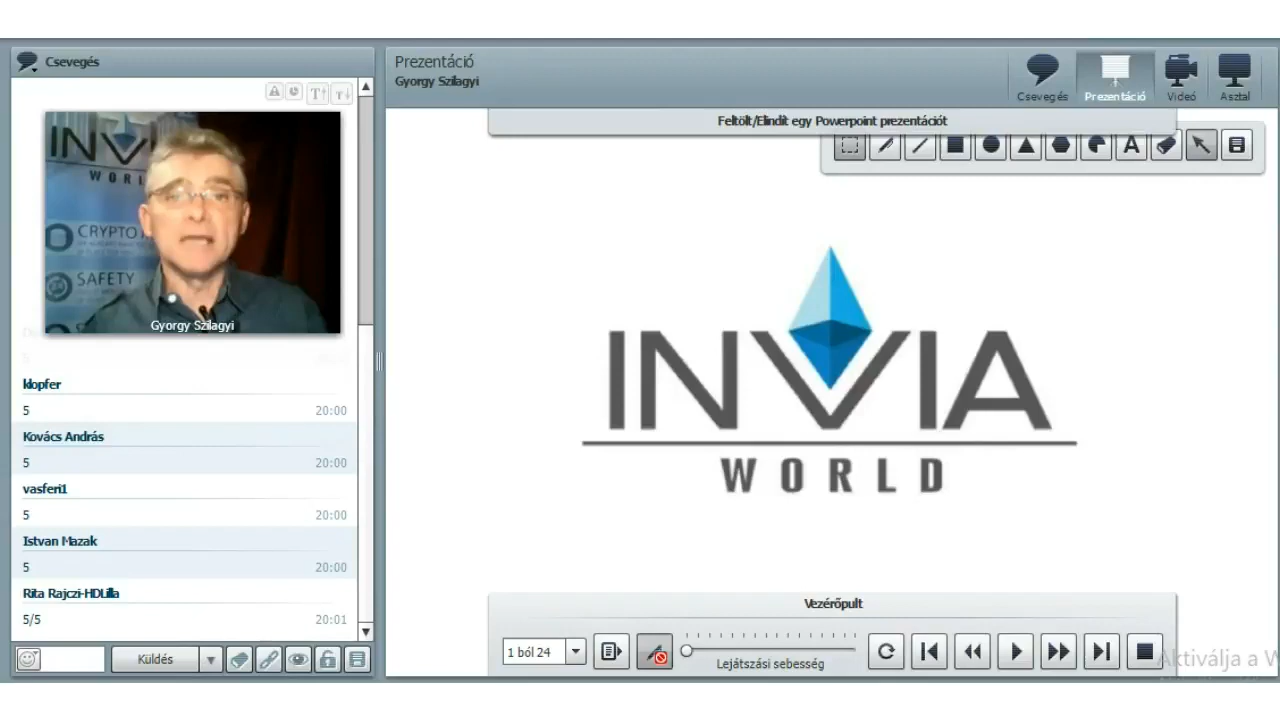 Csevegés
INVIA
WORL
CRYPTO
SAFETY
Gyorgy Szilagyi
klopfer
5 20:00
Kovács András
5 20:00
vasferi1
5 20:00
Istvan Mazak
5 20:00
Rita Rajczi-HDLilla
5/5 20:01
Küldés
Prezentáció
Gyorgy Szilagyi
Csevegés Prezentáció Videó Asztal
Feltölt/Elindít egy Powerpoint prezentációt
A
INVIA
WORLD
Vezérőpult
1 ből 24
Lejátszási sebesség
Aktiválja a W